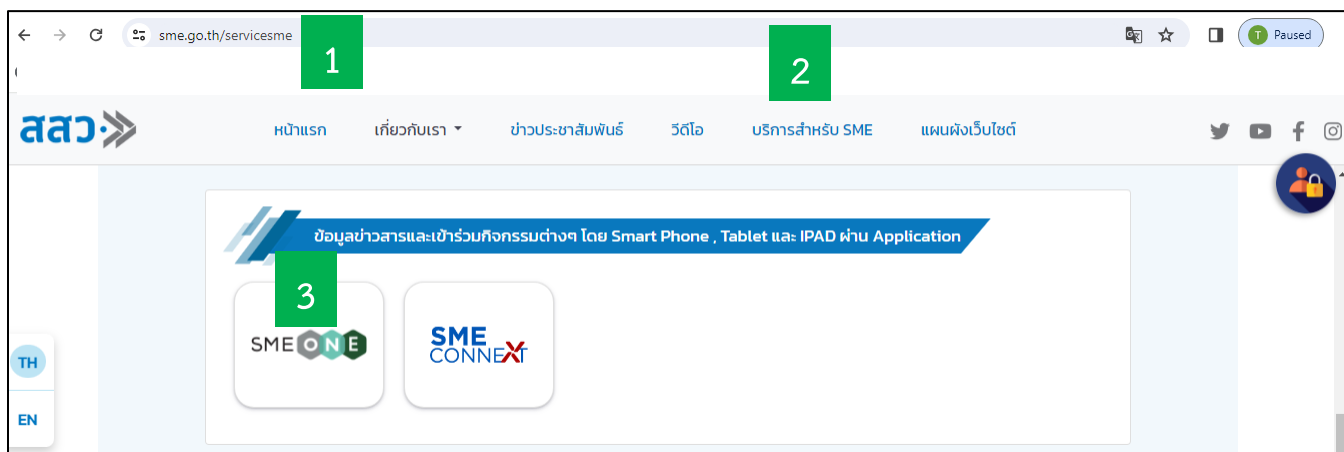 sme.go.th/servicesme
T Paused
1
2
สสว.
หน้าแรก เกี่ยวกับเรา ข่าวประชาสัมพันธ์ วีดีโอ บริการสำหรับ SME แผนผังเว็บไซต์
ข้อมูลข่าวสารและเข้าร่วมกิจกรรมต่างๆ โดย Smart Phone , Tablet และ IPAD ผ่าน Application
3
SME ONE
SME
CONNEXT
TH
EN